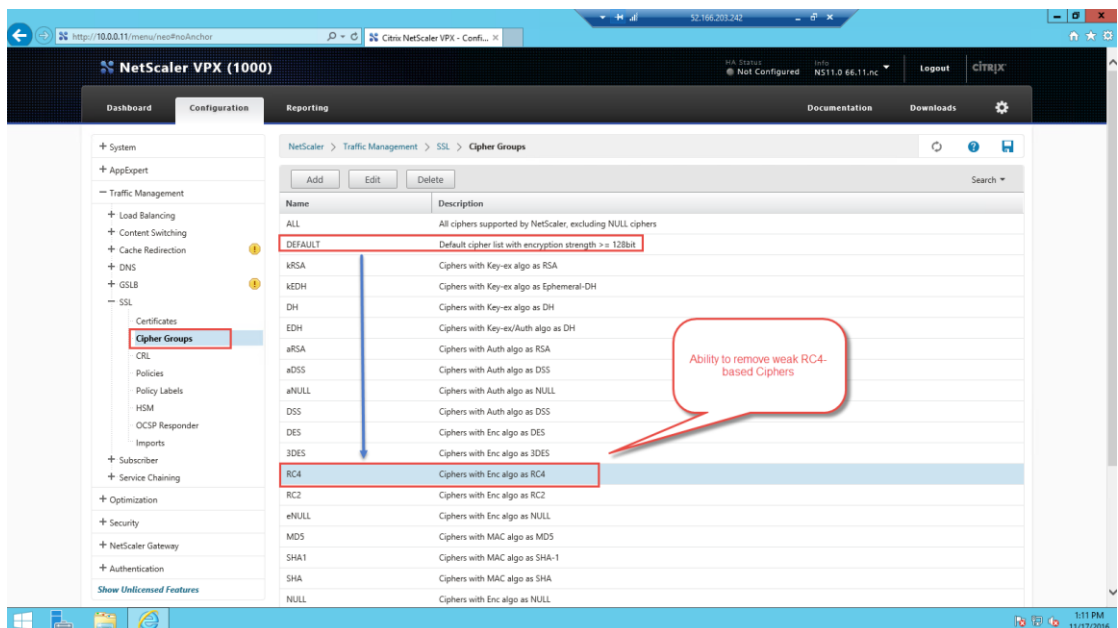 52.166.203.242
http://10.0.0.11/menu/neo#noAnchor
Citrix NetScaler VPX - Confi...
NetScaler VPX (1000)
HA Status
Not Configured
Info
NS11.0 66.11.nc
Logout
CITRIX
Dashboard
Configuration
Reporting
Documentation
Downloads
+ System
+ AppExpert
− Traffic Management
+ Load Balancing
+ Content Switching
+ Cache Redirection
+ DNS
+ GSLB
− SSL
Certificates
Cipher Groups
CRL
Policies
Policy Labels
HSM
OCSP Responder
Imports
+ Subscriber
+ Service Chaining
+ Optimization
+ Security
+ NetScaler Gateway
+ Authentication
Show Unlicensed Features
NetScaler > Traffic Management > SSL > Cipher Groups
Add Edit Delete
Search
Name Description
ALL All ciphers supported by NetScaler, excluding NULL ciphers
DEFAULT Default cipher list with encryption strength >= 128bit
kRSA Ciphers with Key-ex algo as RSA
kEDH Ciphers with Key-ex algo as Ephemeral-DH
DH Ciphers with Key-ex algo as DH
EDH Ciphers with Key-ex/Auth algo as DH
aRSA Ciphers with Auth algo as RSA
aDSS Ciphers with Auth algo as DSS
aNULL Ciphers with Auth algo as NULL
DSS Ciphers with Auth algo as DSS
DES Ciphers with Enc algo as DES
3DES Ciphers with Enc algo as 3DES
RC4 Ciphers with Enc algo as RC4
RC2 Ciphers with Enc algo as RC2
eNULL Ciphers with Enc algo as NULL
MD5 Ciphers with MAC algo as MD5
SHA1 Ciphers with MAC algo as SHA-1
SHA Ciphers with MAC algo as SHA
NULL Ciphers with Enc algo as NULL
Ability to remove weak RC4-
based Ciphers
1:11 PM
11/17/2016